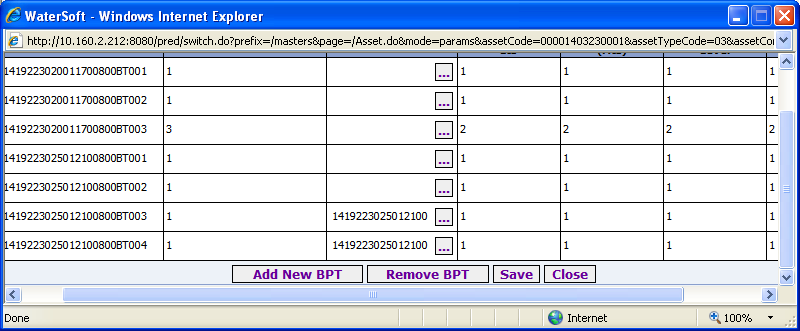 WaterSoft - Windows Internet Explorer
http://10.160.2.212:8080/pred/switch.do?prefix=/masters&page=/Asset.do&mode=params&assetCode=000001403230001&assetTypeCode=03&assetCor
1419223020011700800BT001 1 ... 1 1 1 1
1419223020011700800BT002 1 ... 1 1 1 1
1419223020011700800BT003 3 ... 2 2 2 2
1419223025012100800BT001 1 ... 1 1 1 1
1419223025012100800BT002 1 ... 1 1 1 1
1419223025012100800BT003 1 1419223025012100 ... 1 1 1 1
1419223025012100800BT004 1 1419223025012100 ... 1 1 1 1
Add New BPT Remove BPT Save Close
Done Internet 100%